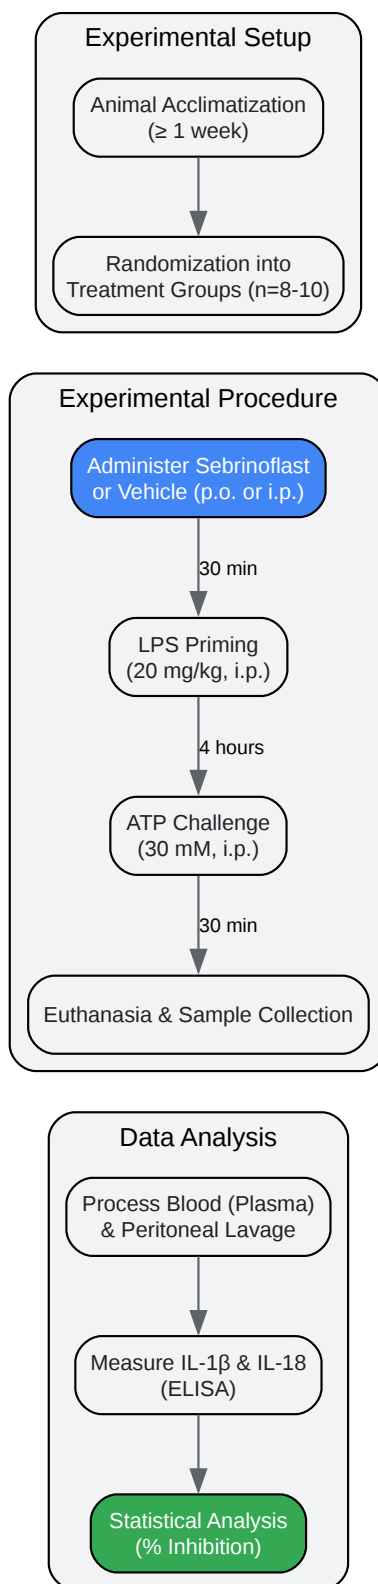 Experimental Setup
Animal Acclimatization
(≥ 1 week)
Randomization into
Treatment Groups (n=8-10)
Experimental Procedure
Administer Sebrinoflast
or Vehicle (p.o. or i.p.)
30 min
LPS Priming
(20 mg/kg, i.p.)
4 hours
ATP Challenge
(30 mM, i.p.)
30 min
Euthanasia & Sample Collection
Data Analysis
Process Blood (Plasma)
& Peritoneal Lavage
Measure IL-1β & IL-18
(ELISA)
Statistical Analysis
(% Inhibition)